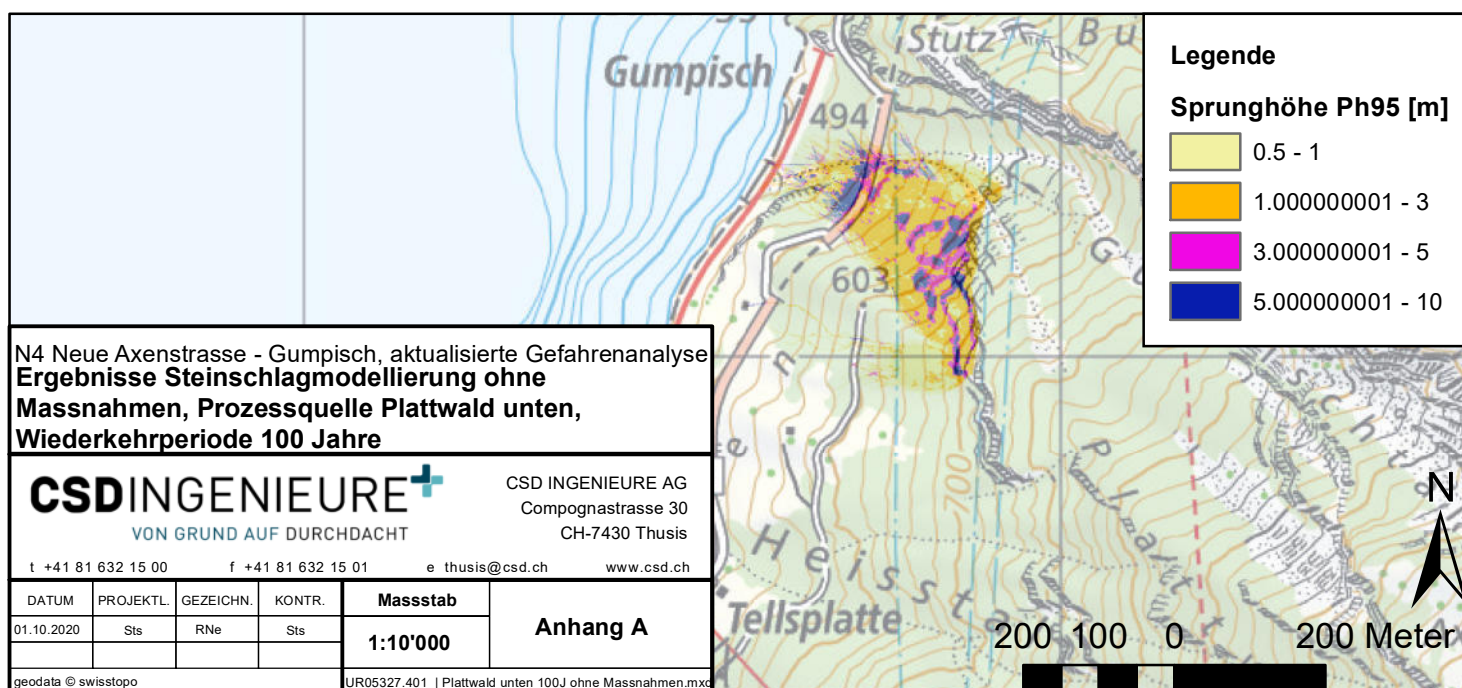 Gumpisch
Stutz
B u
494
603
700
Plattt
Heisst
Tellsplatte
Legende
Sprunghöhe Ph95 [m]
0.5 - 1
1.000000001 - 3
3.000000001 - 5
5.000000001 - 10
N4 Neue Axenstrasse - Gumpisch, aktualisierte Gefahrenanalyse
Ergebnisse Steinschlagmodellierung ohne
Massnahmen, Prozessquelle Plattwald unten,
Wiederkehrperiode 100 Jahre
CSDINGENIEURE
VON GRUND AUF DURCHDACHT
CSD INGENIEURE AG
Compognastrasse 30
CH-7430 Thusis
t +41 81 632 15 00 f +41 81 632 15 01 e thusis@csd.ch www.csd.ch
DATUM PROJEKTL. GEZEICHN. KONTR.
01.10.2020 Sts RNe Sts
Massstab
1:10'000
Anhang A
geodata © swisstopo
UR05327.401 | Plattwald unten 100J ohne Massnahmen.mxd
N
200 100 0 200 Meter